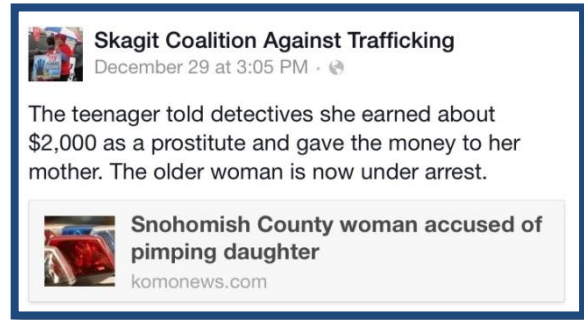 Skagit Coalition Against Trafficking
December 29 at 3:05 PM ·
The teenager told detectives she earned about
$2,000 as a prostitute and gave the money to her
mother. The older woman is now under arrest.
Snohomish County woman accused of
pimping daughter
komonews.com